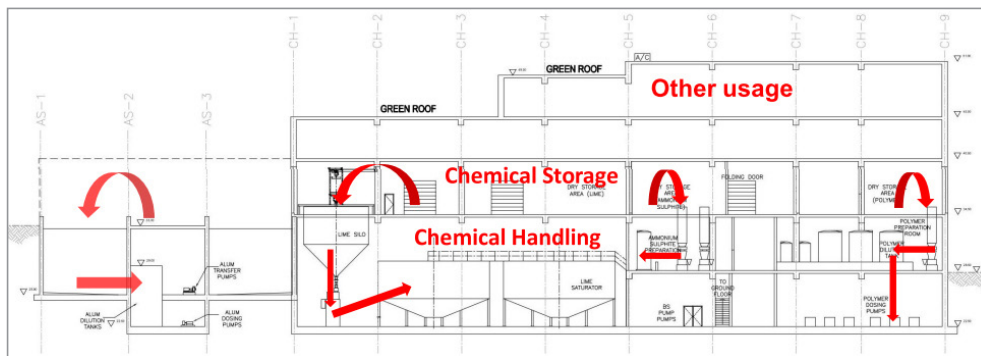 AS-1
AS-2
AS-3
CH-1
CH-2
CH-3
CH-4
CH-5
CH-6
CH-7
CH-8
CH-9
A/C
GREEN ROOF
Other usage
GREEN ROOF
Chemical Storage
DRY STORAGE
AREA (LIME)
DRY STORAGE
AREA
AMMONIUM
SULPHITE
FOLDING DOOR
DRY STORAGE
AREA
(POLYMER
LIME SILO
Chemical Handling
AMMONIUM
SULPHITE PREPARATION
ROOM
POLYMER
PREPARATION
ROOM
POLYMER
DILUTION
TANK
ALUM
TRANSFER
PUMPS
ALUM
DILUTION
TANKS
ALUM
DOSING
PUMPS
LIME
SATURATOR
BS
PUMP
PUMPS
TO
GROUND
FLOOR
POLYMER
DOSING
PUMPS